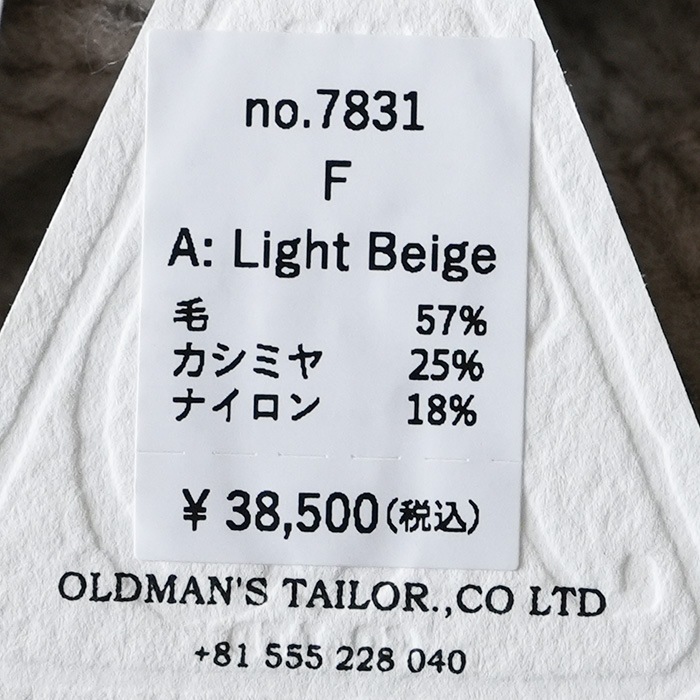 no.7831
F
A: Light Beige
毛 57%
カシミヤ 25%
ナイロン 18%
¥ 38,500(税込)
OLDMAN'S TAILOR.,CO LTD
+81 555 228 040